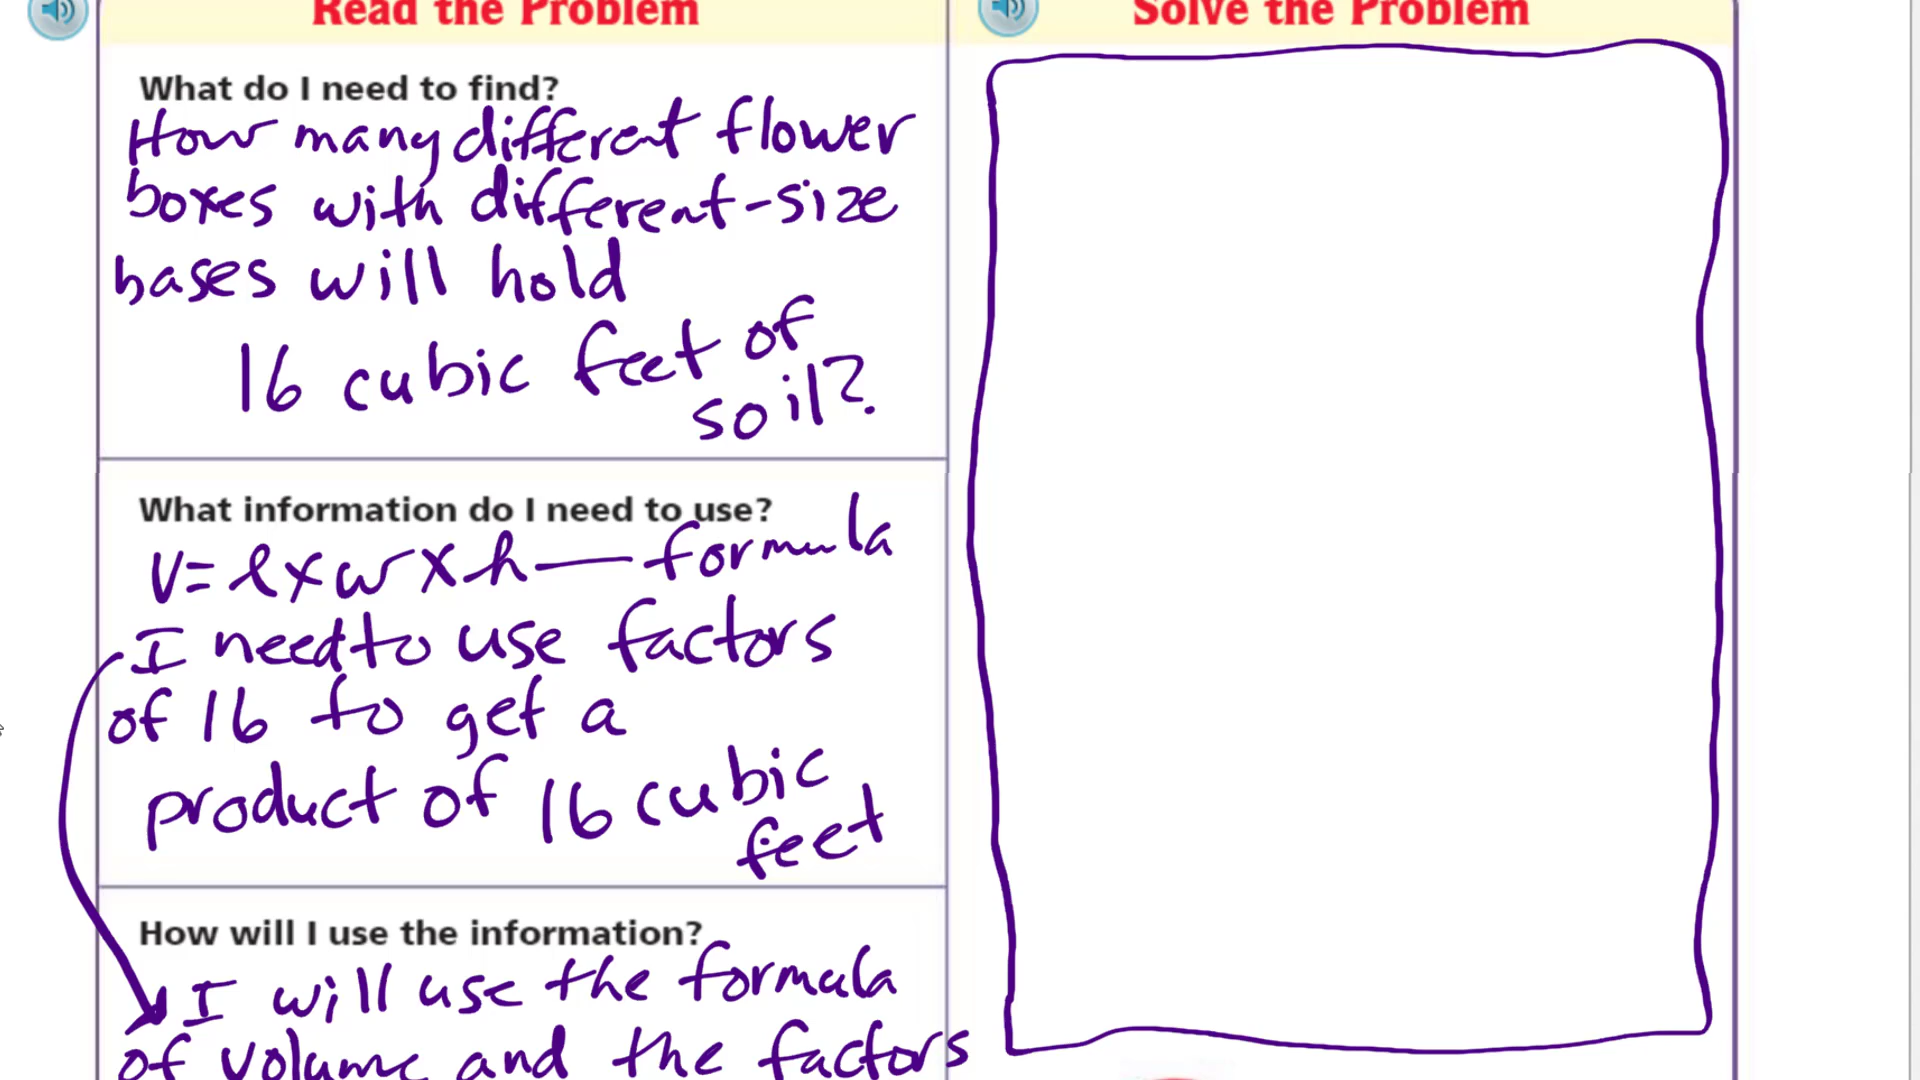 Read the Problem
Solve the Problem
What do I need to find?
How many different flower
boxes with different-size
bases will hold
16 cubic feet of
soil?
What information do I need to use?
V=l×w×h—formula
I need to use factors
of 16 to get a
product of 16 cubic
feet
How will I use the information?
I will use the formula
of volume and the factors